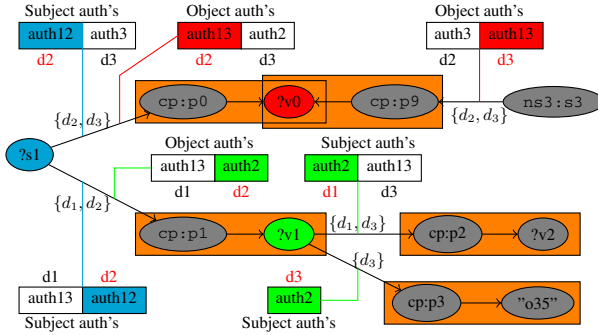 Subject auth's
Object auth's
Object auth's
auth12 auth3
auth13 auth2
auth3 auth13
d2 d3
d2 d3
d2 d3
cp:p0
?v0
cp:p9
ns3:s3
{d2, d3}
{d2, d3}
?s1
Object auth's
Subject auth's
auth13 auth2
auth2 auth13
d1 d2
d1 d3
{d1, d2}
{d1, d3}
cp:p1
?v1
cp:p2
?v2
{d3}
d1 d2
d3
auth13 auth12
auth2
cp:p3
"o35"
Subject auth's
Subject auth's